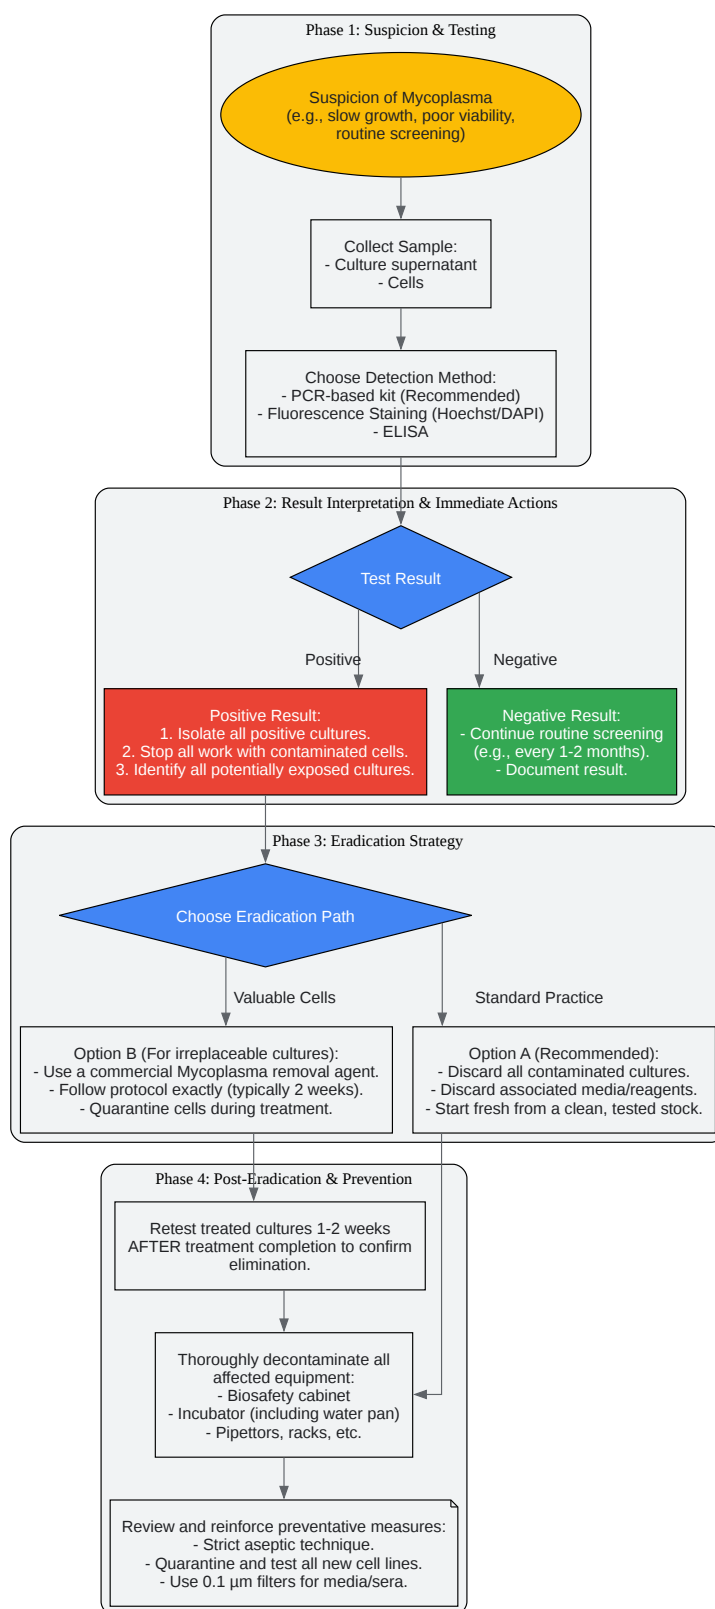 Phase 1: Suspicion & Testing
Suspicion of Mycoplasma
(e.g., slow growth, poor viability,
routine screening)
Collect Sample:
- Culture supernatant
- Cells
Choose Detection Method:
- PCR-based kit (Recommended)
- Fluorescence Staining (Hoechst/DAPI)
- ELISA
Phase 2: Result Interpretation & Immediate Actions
Test Result
Positive
Negative
Positive Result:
1. Isolate all positive cultures.
2. Stop all work with contaminated cells.
3. Identify all potentially exposed cultures.
Negative Result:
- Continue routine screening
(e.g., every 1-2 months).
- Document result.
Phase 3: Eradication Strategy
Choose Eradication Path
Valuable Cells
Standard Practice
Option B (For irreplaceable cultures):
- Use a commercial Mycoplasma removal agent.
- Follow protocol exactly (typically 2 weeks).
- Quarantine cells during treatment.
Option A (Recommended):
- Discard all contaminated cultures.
- Discard associated media/reagents.
- Start fresh from a clean, tested stock.
Phase 4: Post-Eradication & Prevention
Retest treated cultures 1-2 weeks
AFTER treatment completion to confirm
elimination.
Thoroughly decontaminate all
affected equipment:
- Biosafety cabinet
- Incubator (including water pan)
- Pipettors, racks, etc.
Review and reinforce preventative measures:
- Strict aseptic technique.
- Quarantine and test all new cell lines.
- Use 0.1 µm filters for media/sera.